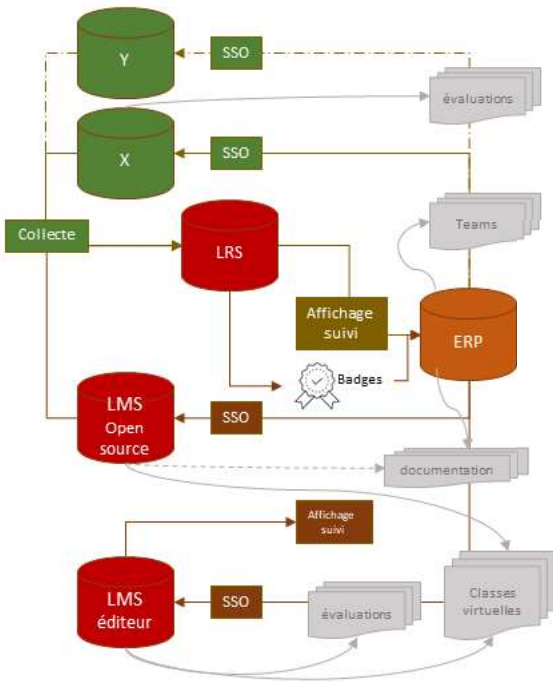 Y
SSO
évaluations
X
SSO
Teams
Collecte
LRS
Affichage
suivi
ERP
Badges
LMS
Open
source
SSO
documentation
Affichage
suivi
LMS
éditeur
SSO
évaluations
Classes
virtuelles